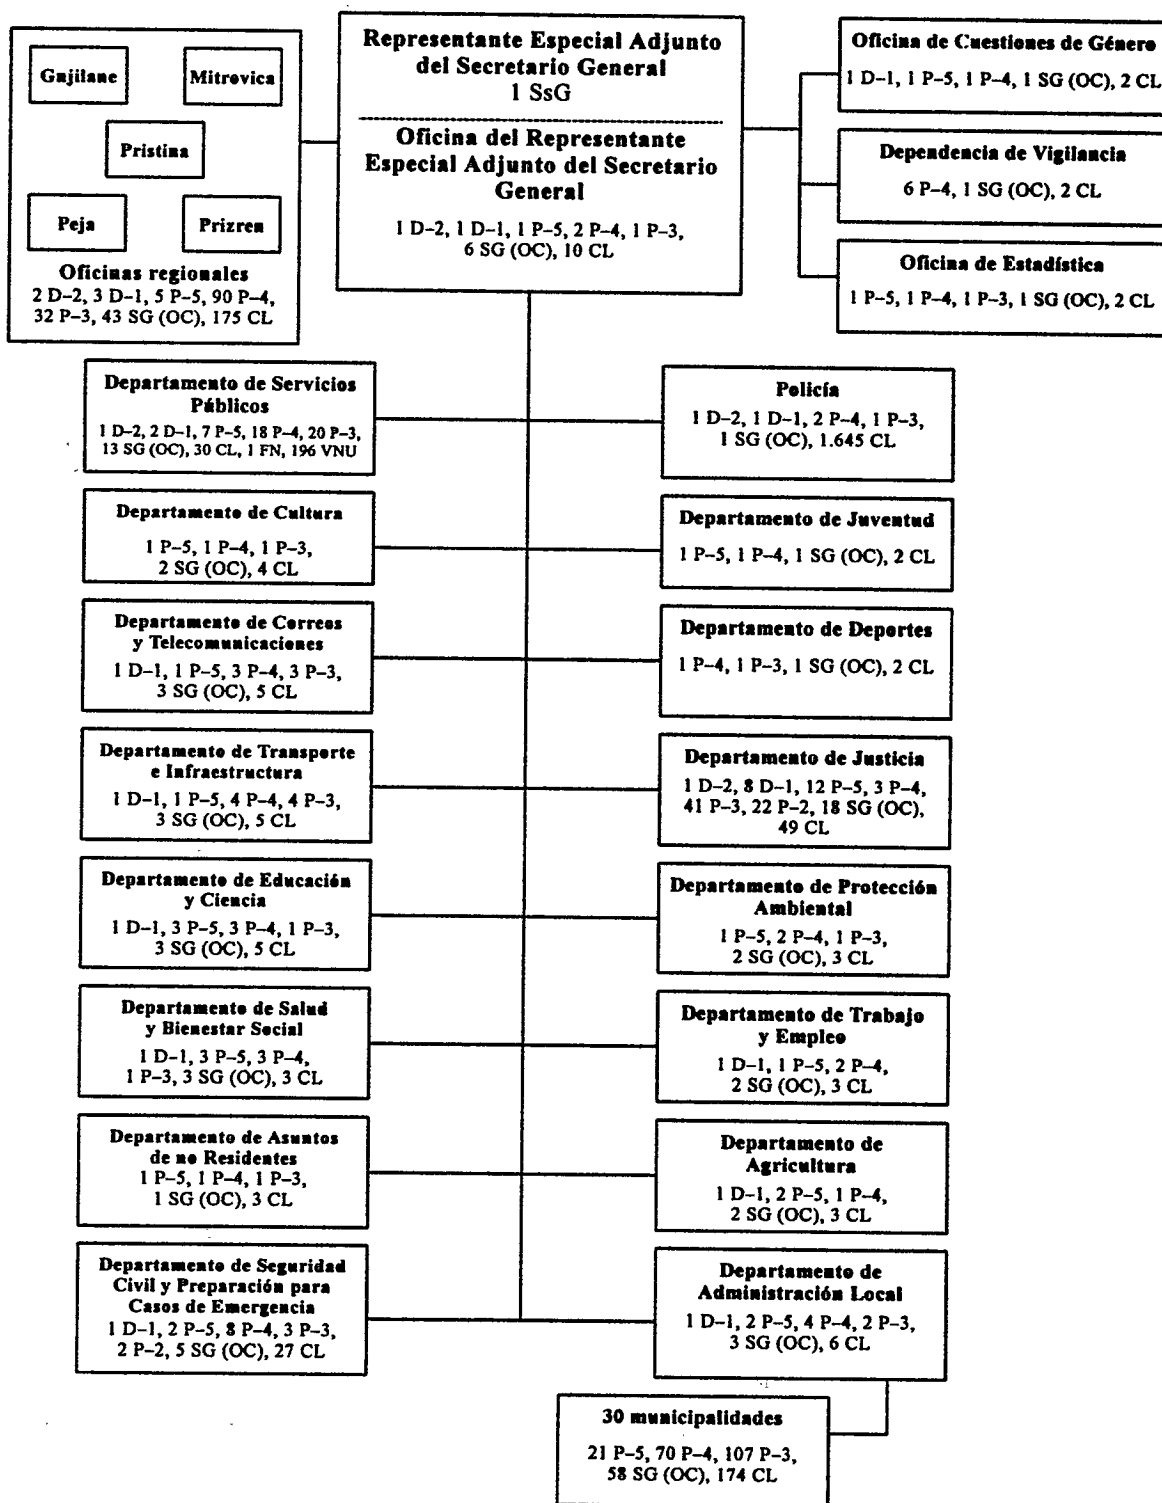 Gnjilane
Mitrovica
Pristina
Peja
Prizren
Oficinas regionales
2 D–2, 3 D–1, 5 P–5, 90 P–4,
32 P–3, 43 SG (OC), 175 CL
Representante Especial Adjunto
del Secretario General
1 SsG
Oficina del Representante
Especial Adjunto del Secretario
General
1 D–2, 1 D–1, 1 P–5, 2 P–4, 1 P–3,
6 SG (OC), 10 CL
Oficina de Cuestiones de Género
1 D–1, 1 P–5, 1 P–4, 1 SG (OC), 2 CL
Dependencia de Vigilancia
6 P–4, 1 SG (OC), 2 CL
Oficina de Estadística
1 P–5, 1 P–4, 1 P–3, 1 SG (OC), 2 CL
Departamento de Servicios
Públicos
1 D–2, 2 D–1, 7 P–5, 18 P–4, 20 P–3,
13 SG (OC), 30 CL, 1 FN, 196 VNU
Policía
1 D–2, 1 D–1, 2 P–4, 1 P–3,
1 SG (OC), 1.645 CL
Departamento de Cultura
1 P–5, 1 P–4, 1 P–3,
2 SG (OC), 4 CL
Departamento de Juventud
1 P–5, 1 P–4, 1 SG (OC), 2 CL
Departamento de Correos
y Telecomunicaciones
1 D–1, 1 P–5, 3 P–4, 3 P–3,
3 SG (OC), 5 CL
Departamento de Deportes
1 P–4, 1 P–3, 1 SG (OC), 2 CL
Departamento de Transporte
e Infraestructura
1 D–1, 1 P–5, 4 P–4, 4 P–3,
3 SG (OC), 5 CL
Departamento de Justicia
1 D–2, 8 D–1, 12 P–5, 3 P–4,
41 P–3, 22 P–2, 18 SG (OC),
49 CL
Departamento de Educación
y Ciencia
1 D–1, 3 P–5, 3 P–4, 1 P–3,
3 SG (OC), 5 CL
Departamento de Protección
Ambiental
1 P–5, 2 P–4, 1 P–3,
2 SG (OC), 3 CL
Departamento de Salud
y Bienestar Social
1 D–1, 3 P–5, 3 P–4,
1 P–3, 3 SG (OC), 3 CL
Departamento de Trabajo
y Empleo
1 D–1, 1 P–5, 2 P–4,
2 SG (OC), 3 CL
Departamento de Asuntos
de no Residentes
1 P–5, 1 P–4, 1 P–3,
1 SG (OC), 3 CL
Departamento de
Agricultura
1 D–1, 2 P–5, 1 P–4,
2 SG (OC), 3 CL
Departamento de Seguridad
Civil y Preparación para
Casos de Emergencia
1 D–1, 2 P–5, 8 P–4, 3 P–3,
2 P–2, 5 SG (OC), 27 CL
Departamento de
Administración Local
1 D–1, 2 P–5, 4 P–4, 2 P–3,
3 SG (OC), 6 CL
30 municipalidades
21 P–5, 70 P–4, 107 P–3,
58 SG (OC), 174 CL